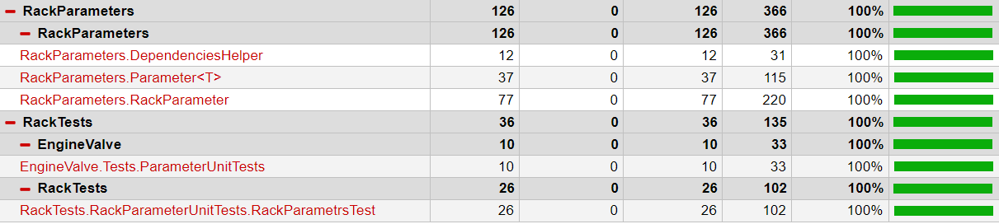 RackParameters 126 0 126 366 100%
RackParameters 126 0 126 366 100%
RackParameters.DependenciesHelper 12 0 12 31 100%
RackParameters.Parameter<T> 37 0 37 115 100%
RackParameters.RackParameter 77 0 77 220 100%
RackTests 36 0 36 135 100%
EngineValve 10 0 10 33 100%
EngineValve.Tests.ParameterUnitTests 10 0 10 33 100%
RackTests 26 0 26 102 100%
RackTests.RackParameterUnitTests.RackParametrsTest 26 0 26 102 100%